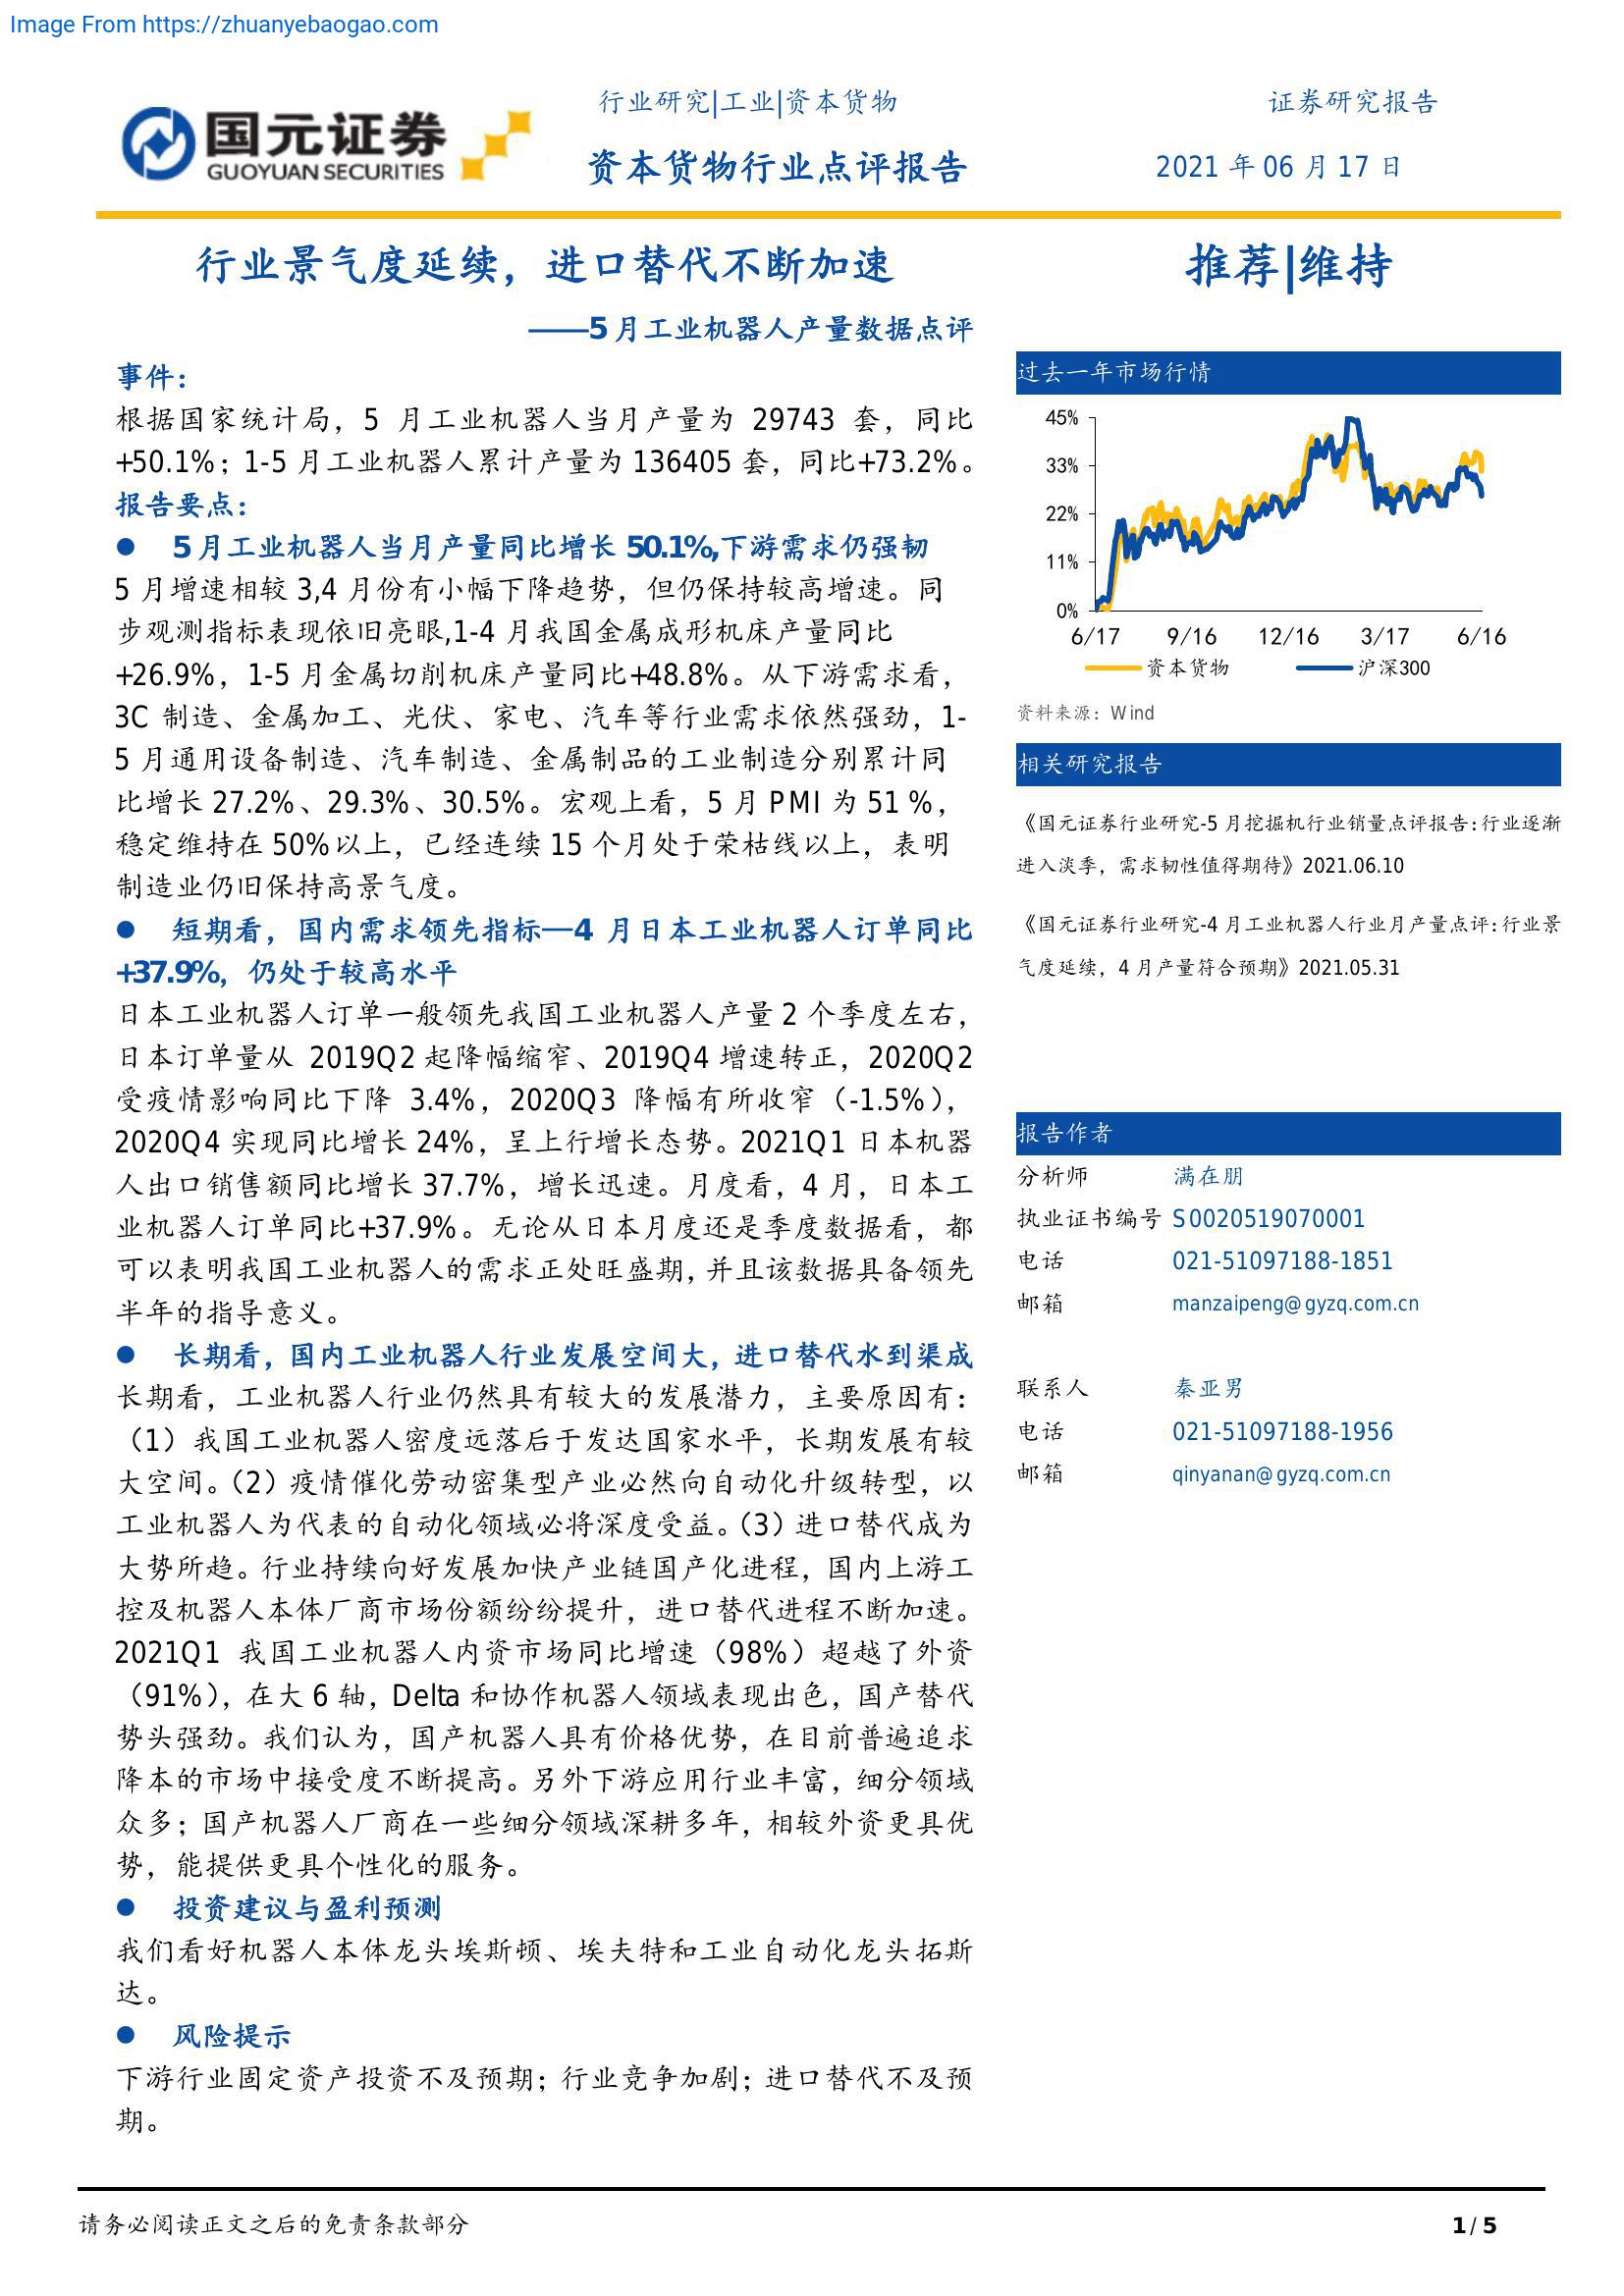 Image From https://zhuanyebaogao.com
国元证券
GUOYUAN SECURITIES
行业研究|工业|资本货物
证券研究报告
资本货物行业点评报告
2021 年 06 月 17 日
行业景气度延续，进口替代不断加速
——5 月工业机器人产量数据点评
事件：
根据国家统计局，5 月工业机器人当月产量为 29743 套，同比
+50.1%；1-5 月工业机器人累计产量为 136405 套，同比+73.2%。
报告要点：
● 5 月工业机器人当月产量同比增长 50.1%,下游需求仍强韧
5 月增速相较 3,4 月份有小幅下降趋势，但仍保持较高增速。同
步观测指标表现依旧亮眼,1-4 月我国金属成形机床产量同比
+26.9%，1-5 月金属切削机床产量同比+48.8%。从下游需求看，
3C 制造、金属加工、光伏、家电、汽车等行业需求依然强劲，1-
5 月通用设备制造、汽车制造、金属制品的工业制造分别累计同
比增长 27.2%、29.3%、30.5%。宏观上看，5 月 PMI 为 51 %，
稳定维持在 50%以上，已经连续 15 个月处于荣枯线以上，表明
制造业仍旧保持高景气度。
● 短期看，国内需求领先指标—4 月日本工业机器人订单同比
+37.9%，仍处于较高水平
日本工业机器人订单一般领先我国工业机器人产量 2 个季度左右，
日本订单量从 2019Q2 起降幅缩窄、2019Q4 增速转正，2020Q2
受疫情影响同比下降 3.4%，2020Q3 降幅有所收窄（-1.5%），
2020Q4 实现同比增长 24%，呈上行增长态势。2021Q1 日本机器
人出口销售额同比增长 37.7%，增长迅速。月度看，4 月，日本工
业机器人订单同比+37.9%。无论从日本月度还是季度数据看，都
可以表明我国工业机器人的需求正处旺盛期，并且该数据具备领先
半年的指导意义。
● 长期看，国内工业机器人行业发展空间大，进口替代水到渠成
长期看，工业机器人行业仍然具有较大的发展潜力，主要原因有：
（1）我国工业机器人密度远落后于发达国家水平，长期发展有较
大空间。（2）疫情催化劳动密集型产业必然向自动化升级转型，以
工业机器人为代表的自动化领域必将深度受益。（3）进口替代成为
大势所趋。行业持续向好发展加快产业链国产化进程，国内上游工
控及机器人本体厂商市场份额纷纷提升，进口替代进程不断加速。
2021Q1 我国工业机器人内资市场同比增速（98%）超越了外资
（91%），在大 6 轴，Delta 和协作机器人领域表现出色，国产替代
势头强劲。我们认为，国产机器人具有价格优势，在目前普遍追求
降本的市场中接受度不断提高。另外下游应用行业丰富，细分领域
众多；国产机器人厂商在一些细分领域深耕多年，相较外资更具优
势，能提供更具个性化的服务。
● 投资建议与盈利预测
我们看好机器人本体龙头埃斯顿、埃夫特和工业自动化龙头拓斯
达。
● 风险提示
下游行业固定资产投资不及预期；行业竞争加剧；进口替代不及预
期。
推荐|维持
过去一年市场行情
45%
33%
22%
11%
0%
6/17 9/16 12/16 3/17 6/16
资本货物 沪深300
资料来源：Wind
相关研究报告
《国元证券行业研究-5 月挖掘机行业销量点评报告：行业逐渐
进入淡季，需求韧性值得期待》2021.06.10
《国元证券行业研究-4 月工业机器人行业月产量点评：行业景
气度延续，4 月产量符合预期》2021.05.31
报告作者
分析师 满在朋
执业证书编号 S0020519070001
电话 021-51097188-1851
邮箱 manzaipeng@gyzq.com.cn
联系人 秦亚男
电话 021-51097188-1956
邮箱 qinyanan@gyzq.com.cn
请务必阅读正文之后的免责条款部分
1 / 5